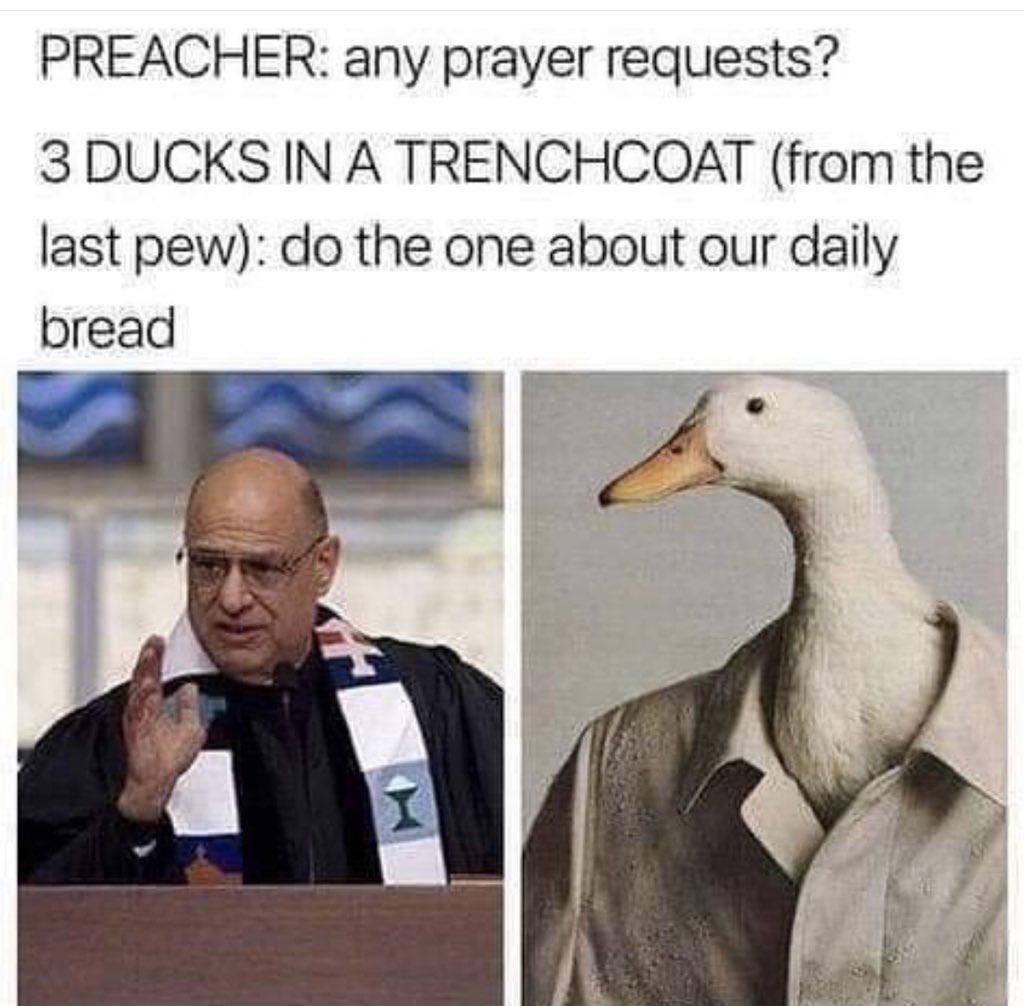 PREACHER: any prayer requests?
3 DUCKS IN A TRENCHCOAT (from the
last pew): do the one about our daily
bread